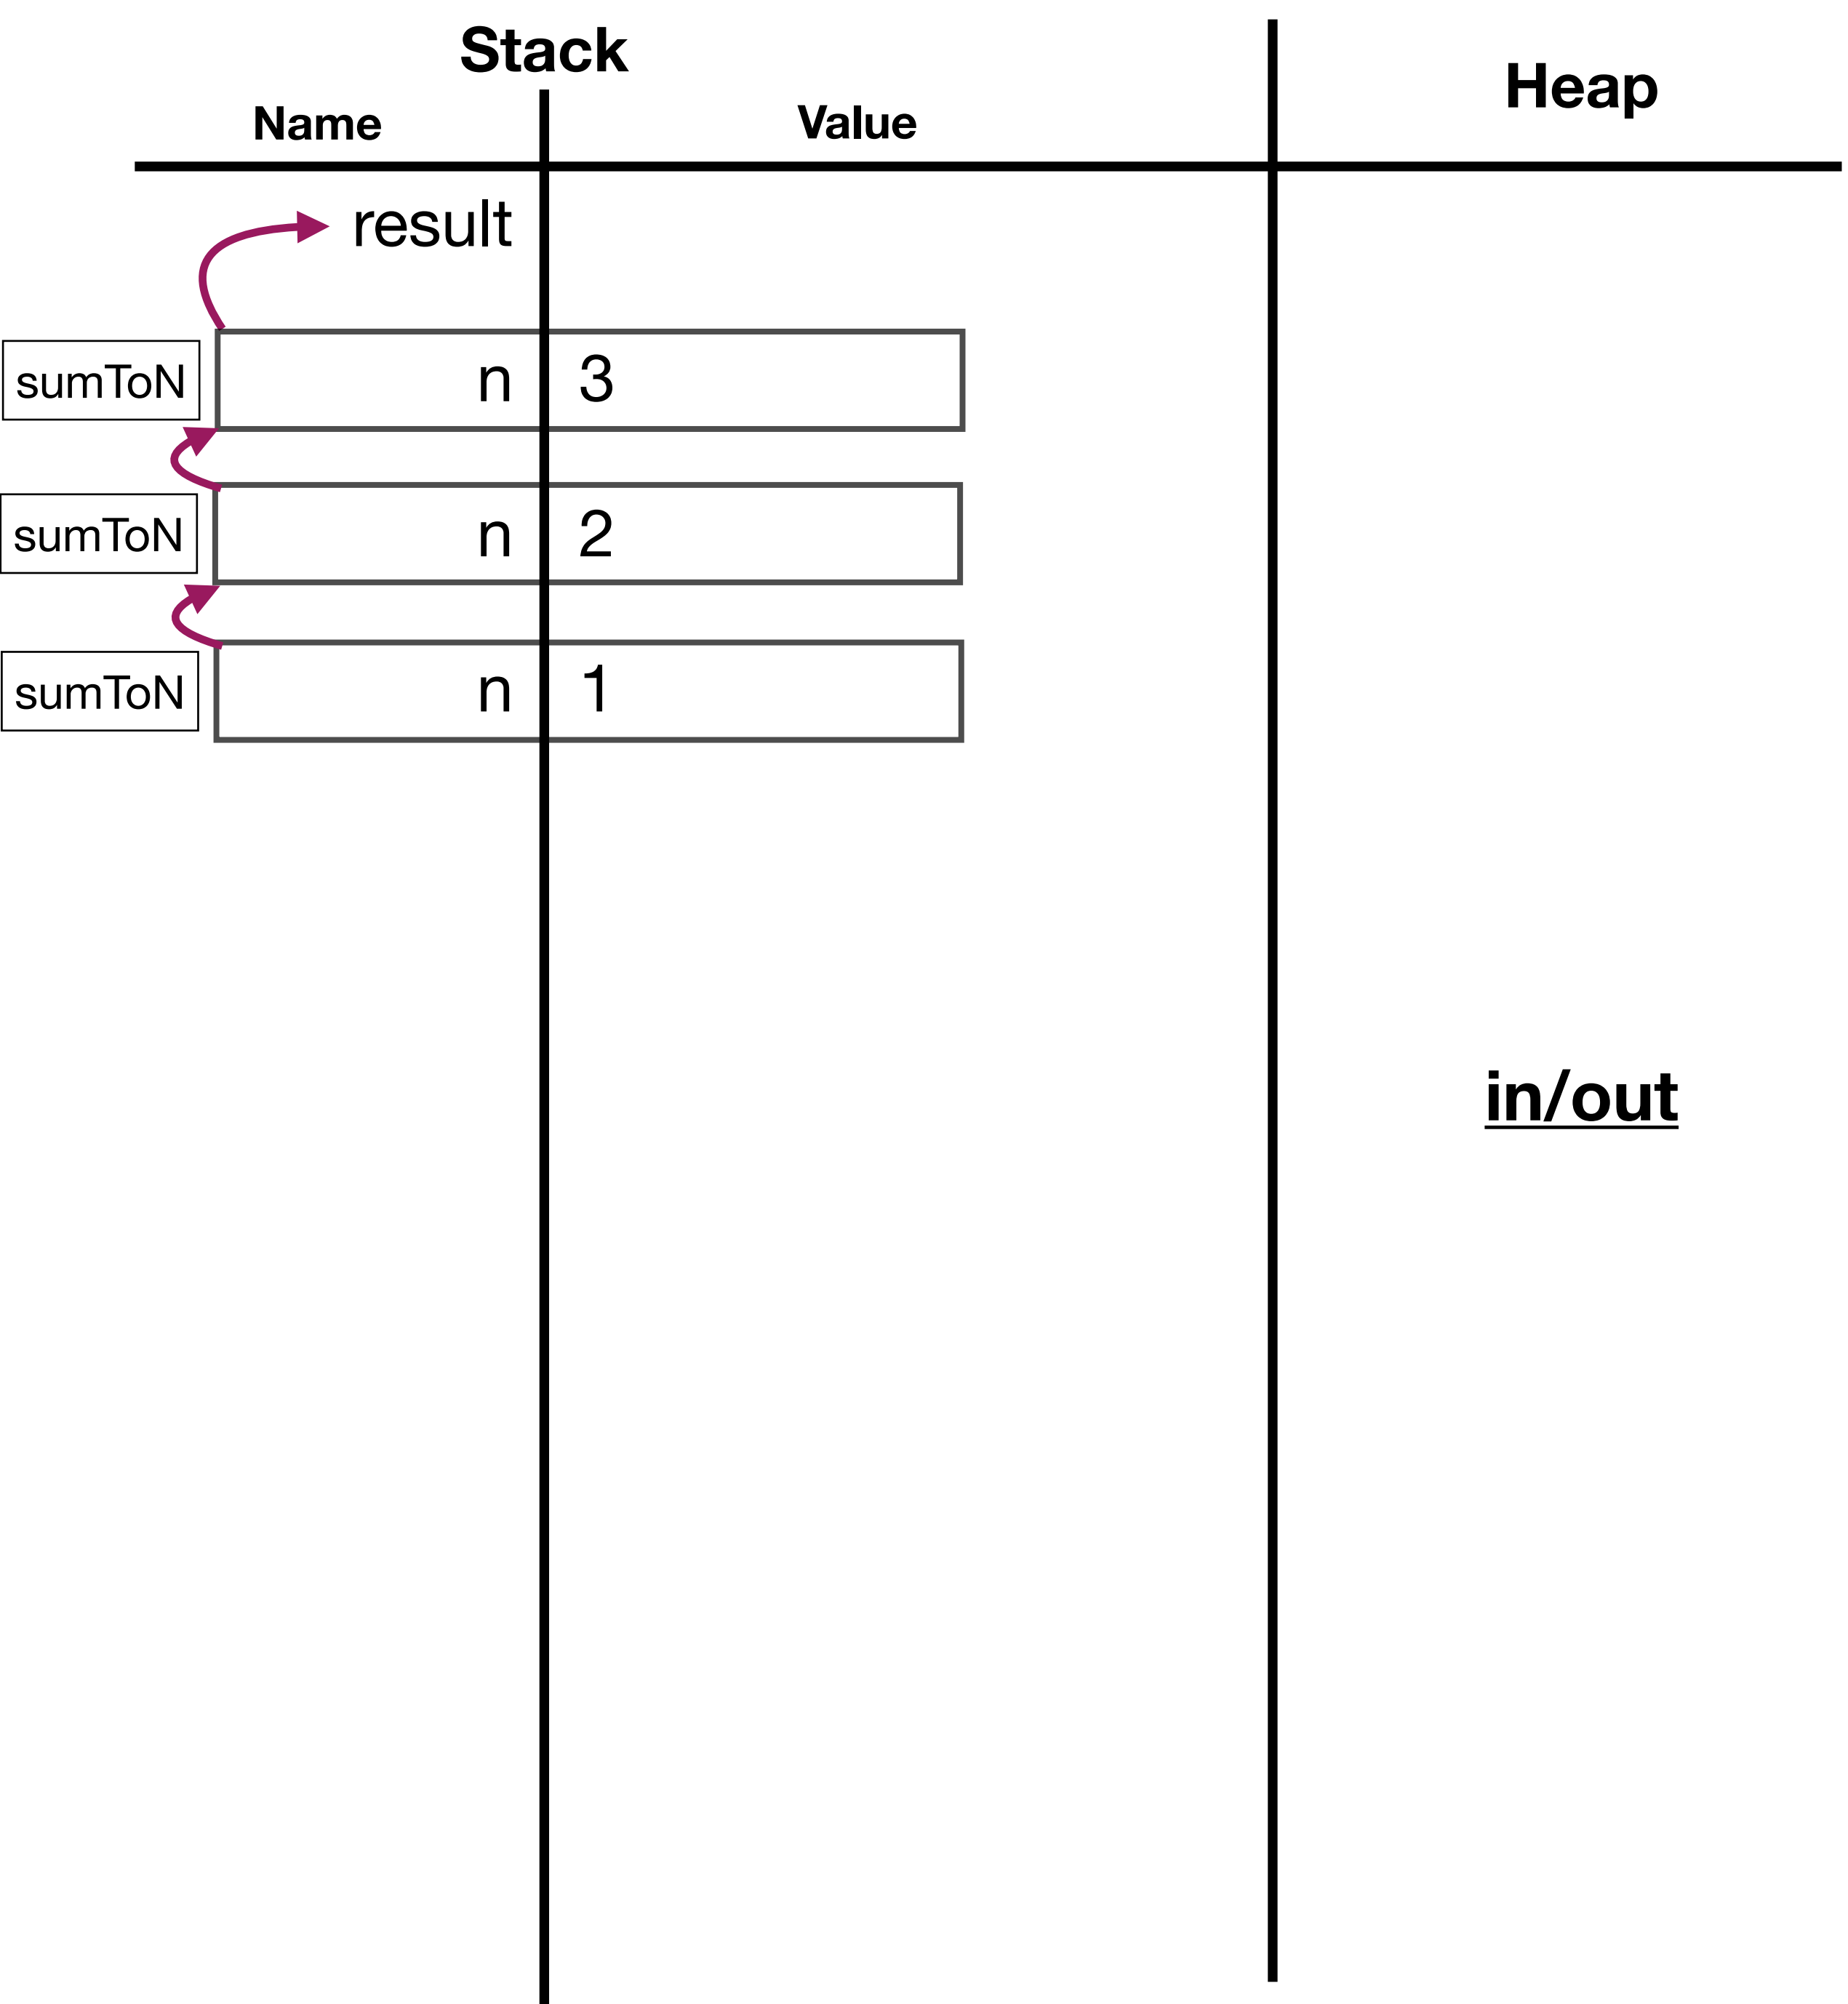 Stack
Heap
Name Value
result
sumToN n 3
sumToN n 2
sumToN n 1
in/out